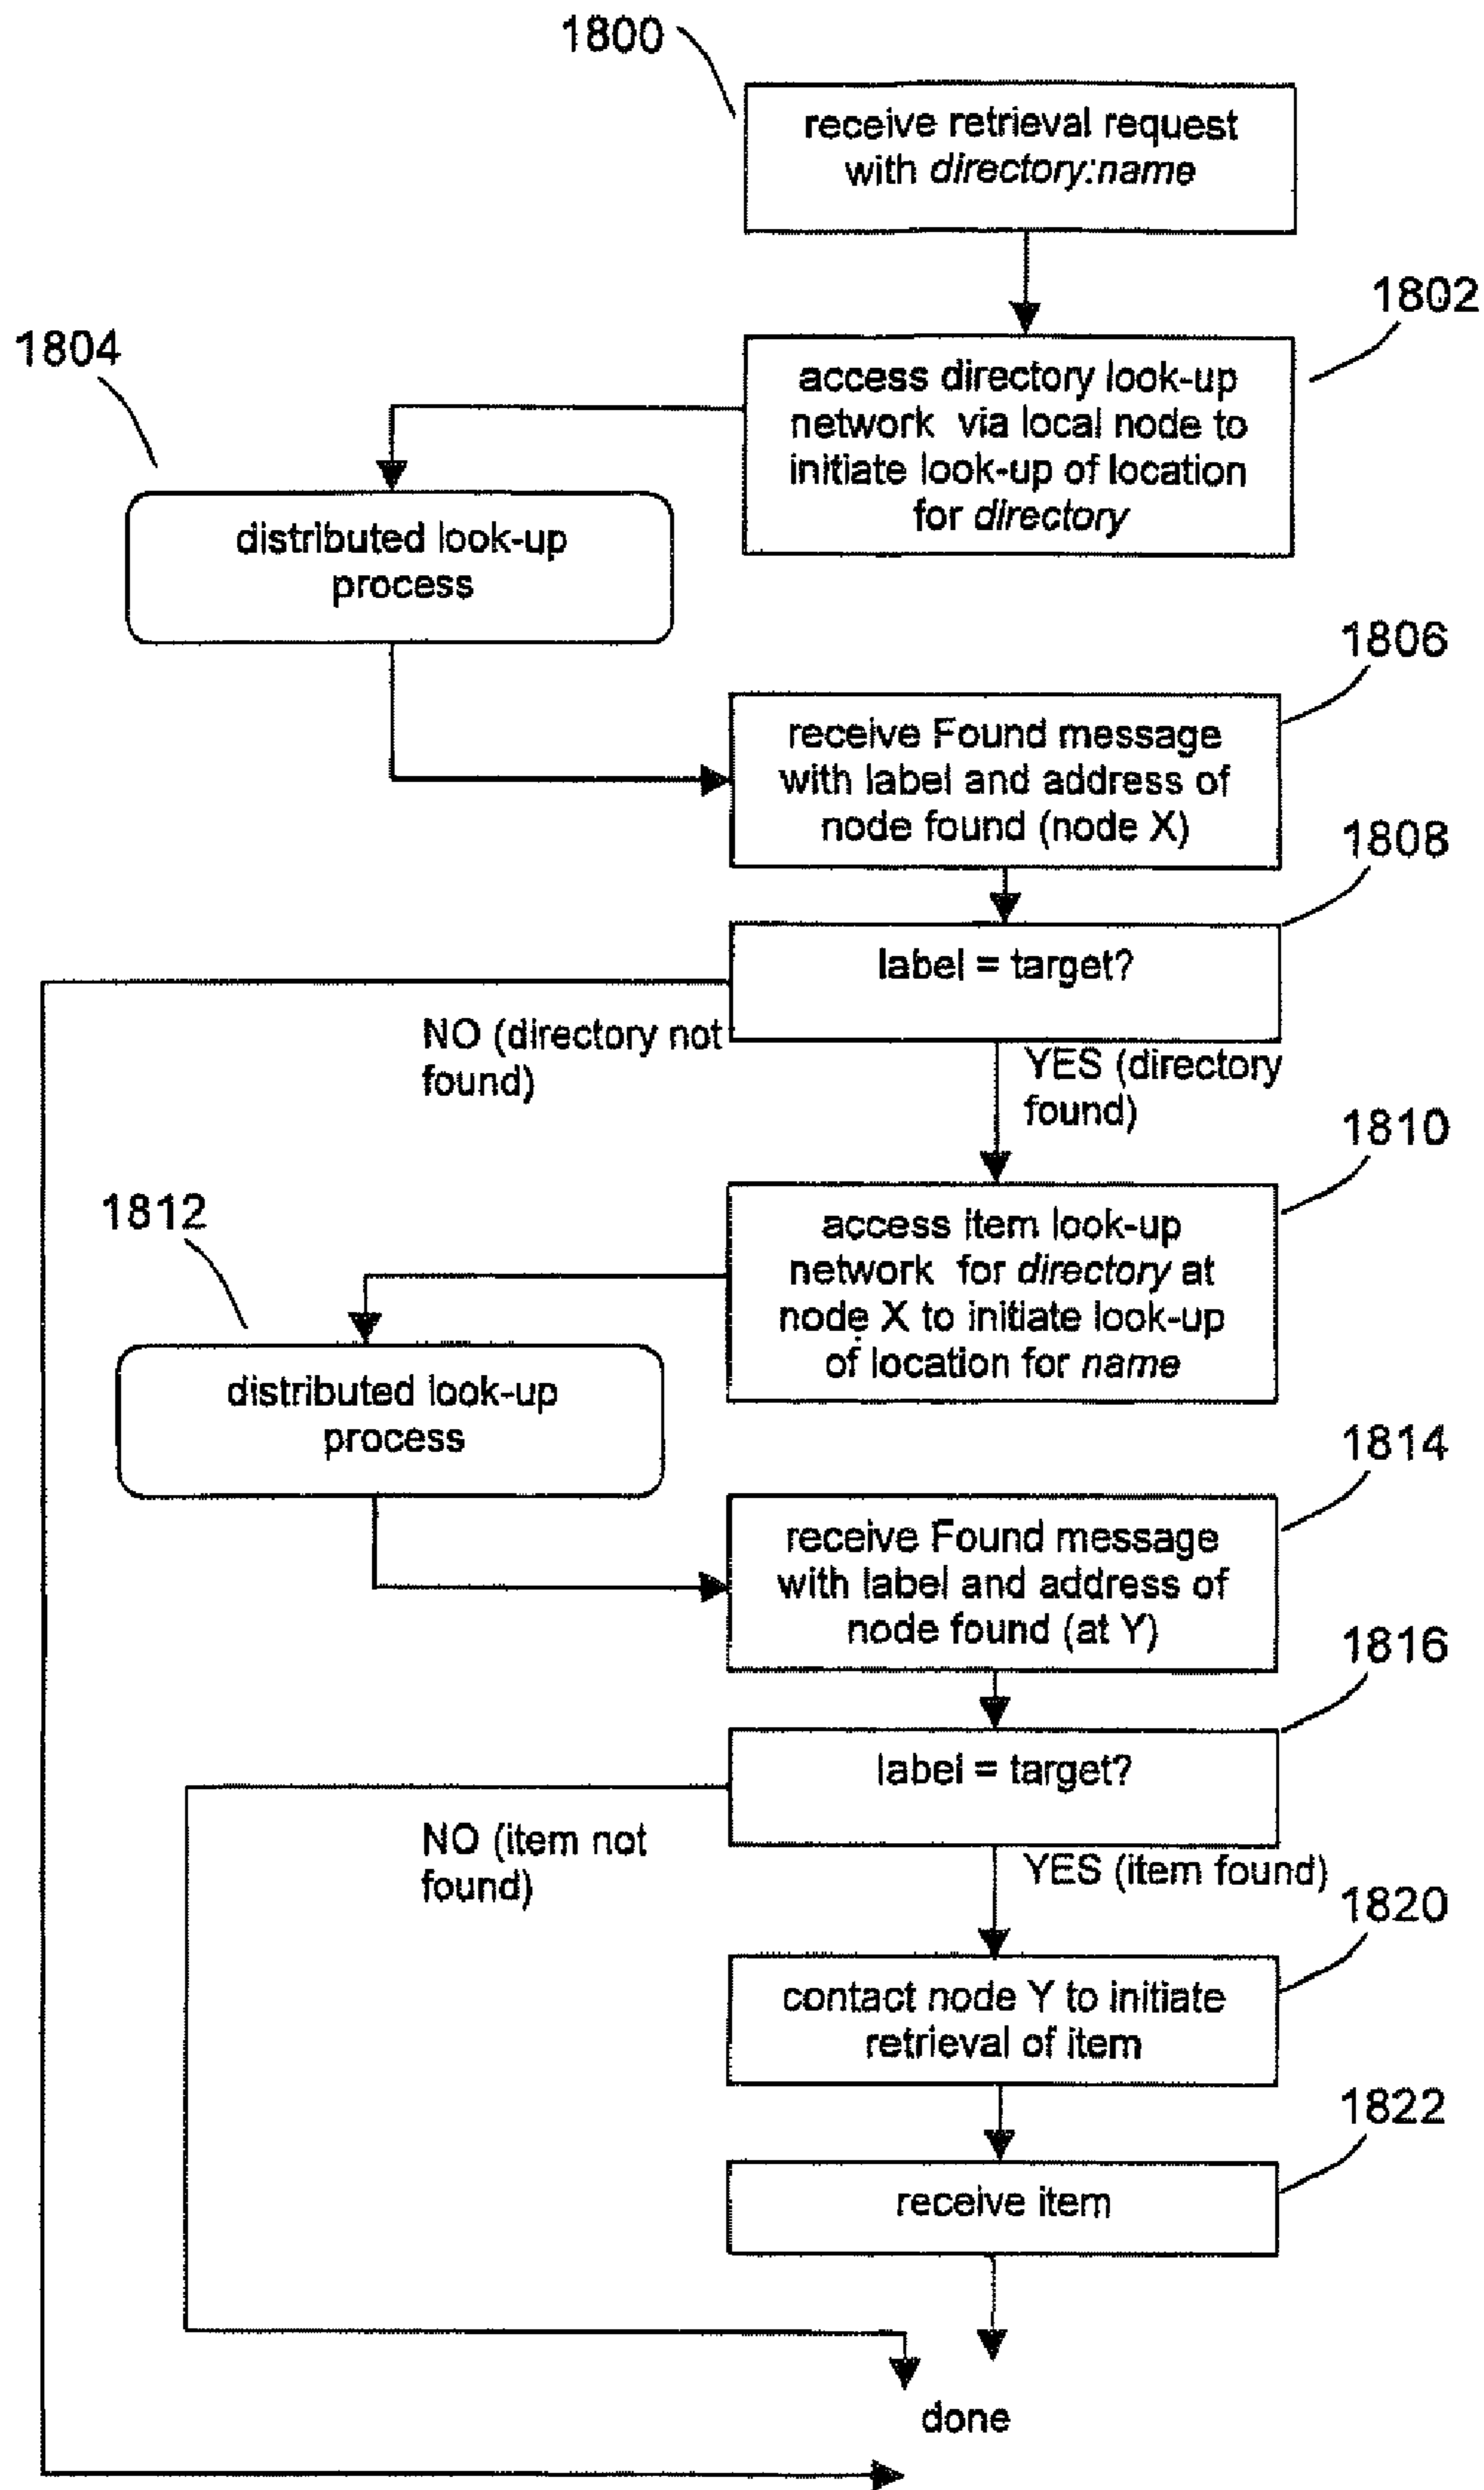 1800
receive retrieval request
with directory:name
1802
access directory look-up
network via local node to
initiate look-up of location
for directory
1804
distributed look-up
process
1806
receive Found message
with label and address of
node found (node X)
1808
label = target?
NO (directory not
found)
YES (directory
found)
1810
access item look-up
network for directory at
node X to initiate look-up
of location for name
1812
distributed look-up
process
1814
receive Found message
with label and address of
node found (at Y)
1816
label = target?
NO (item not
found)
YES (item found)
1820
contact node Y to initiate
retrieval of item
1822
receive item
done